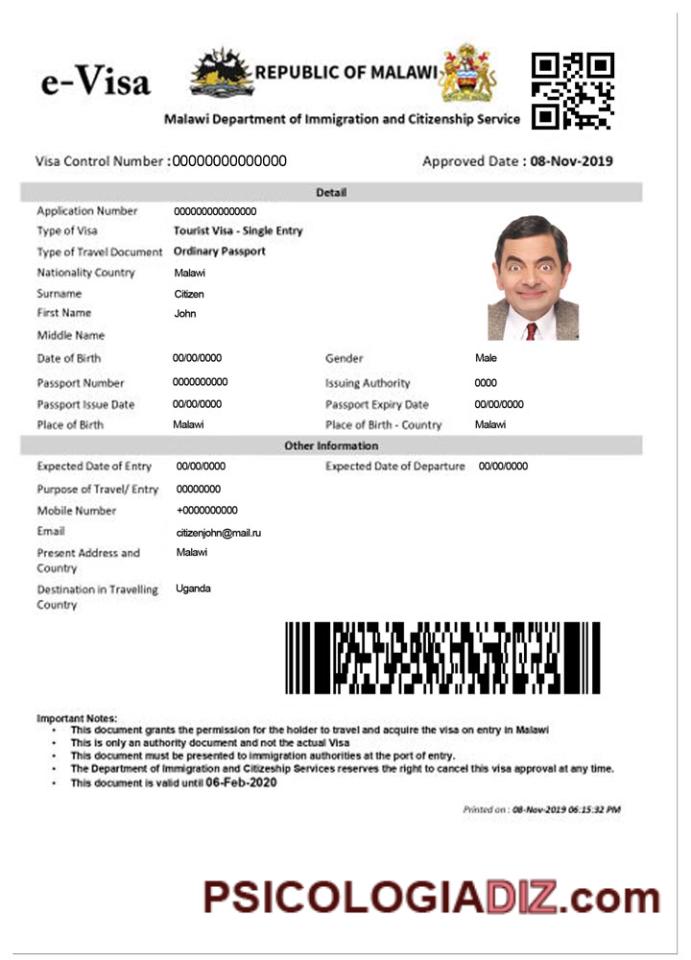 e-Visa
REPUBLIC OF MALAWI
Malawi Department of Immigration and Citizenship Service
Visa Control Number : 00000000000000
Approved Date : 08-Nov-2019
Detail
Application Number 000000000000000
Type of Visa Tourist Visa - Single Entry
Type of Travel Document Ordinary Passport
Nationality Country Malawi
Surname Citizen
First Name John
Middle Name
Date of Birth 00/00/0000 Gender Male
Passport Number 0000000000 Issuing Authority 0000
Passport Issue Date 00/00/0000 Passport Expiry Date 00/00/0000
Place of Birth Malawi Place of Birth - Country Malawi
Other Information
Expected Date of Entry 00/00/0000 Expected Date of Departure 00/00/0000
Purpose of Travel/ Entry 00000000
Mobile Number +0000000000
Email citizenjohn@mail.ru
Present Address and Malawi
Country
Destination in Travelling Uganda
Country
Important Notes:
• This document grants the permission for the holder to travel and acquire the visa on entry in Malawi
• This is only an authority document and not the actual Visa
• This document must be presented to immigration authorities at the port of entry.
• The Department of Immigration and Citizeship Services reserves the right to cancel this visa approval at any time.
• This document is valid until 06-Feb-2020
Printed on : 08-Nov-2019 06:15:32 PM
PSICOLOGIADIZ.com